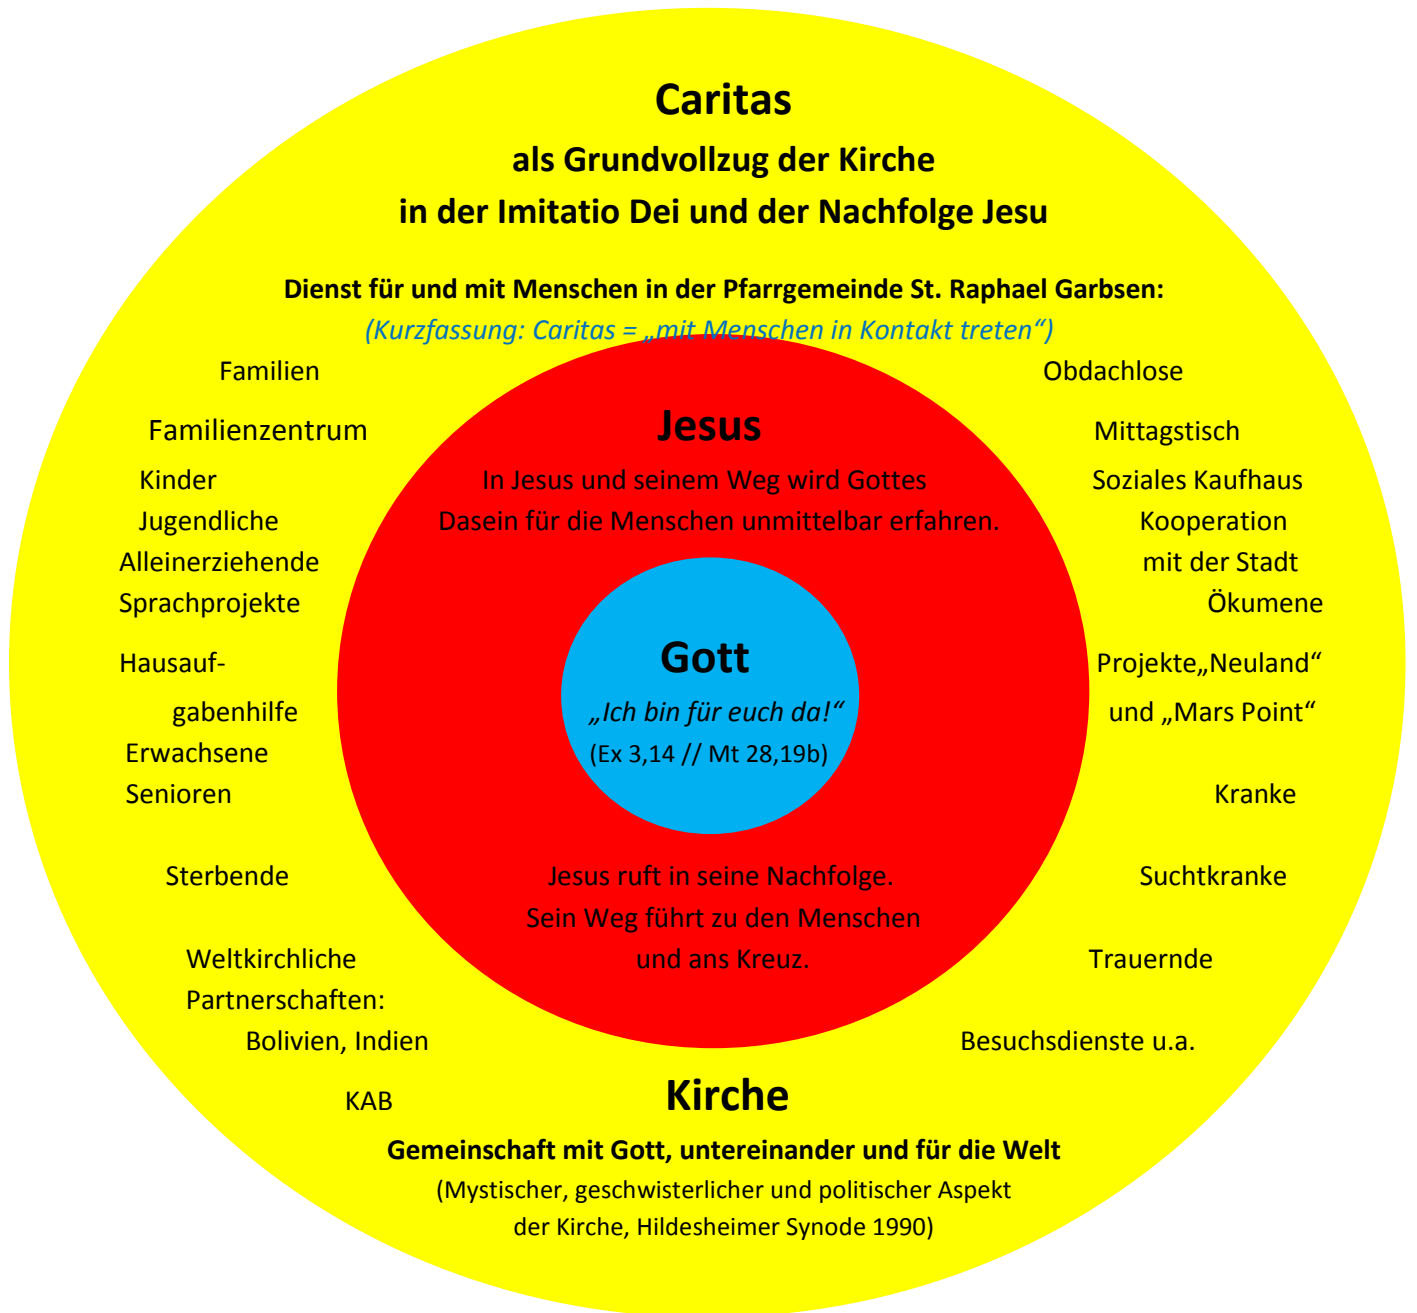 Caritas
als Grundvollzug der Kirche
in der Imitatio Dei und der Nachfolge Jesu
Dienst für und mit Menschen in der Pfarrgemeinde St. Raphael Garbsen:
(Kurzfassung: Caritas = „mit Menschen in Kontakt treten“)
Familien
Familienzentrum
Kinder
Jugendliche
Alleinerziehende
Sprachprojekte
Hausauf-
gabenhilfe
Erwachsene
Senioren
Sterbende
Weltkirchliche
Partnerschaften:
Bolivien, Indien
KAB
Jesus
In Jesus und seinem Weg wird Gottes
Dasein für die Menschen unmittelbar erfahren.
Gott
„Ich bin für euch da!“
(Ex 3,14 // Mt 28,19b)
Jesus ruft in seine Nachfolge.
Sein Weg führt zu den Menschen
und ans Kreuz.
Obdachlose
Mittagstisch
Soziales Kaufhaus
Kooperation
mit der Stadt
Ökumene
Projekte„Neuland“
und „Mars Point“
Kranke
Suchtkranke
Trauernde
Besuchsdienste u.a.
Kirche
Gemeinschaft mit Gott, untereinander und für die Welt
(Mystischer, geschwisterlicher und politischer Aspekt
der Kirche, Hildesheimer Synode 1990)